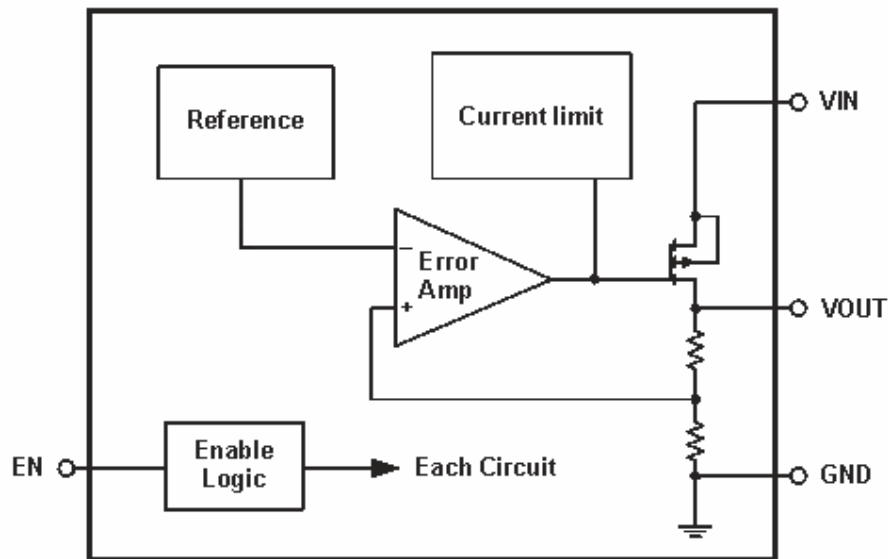 Reference
Current limit
VIN
−
Error
Amp
+
VOUT
EN
Enable
Logic
Each Circuit
GND